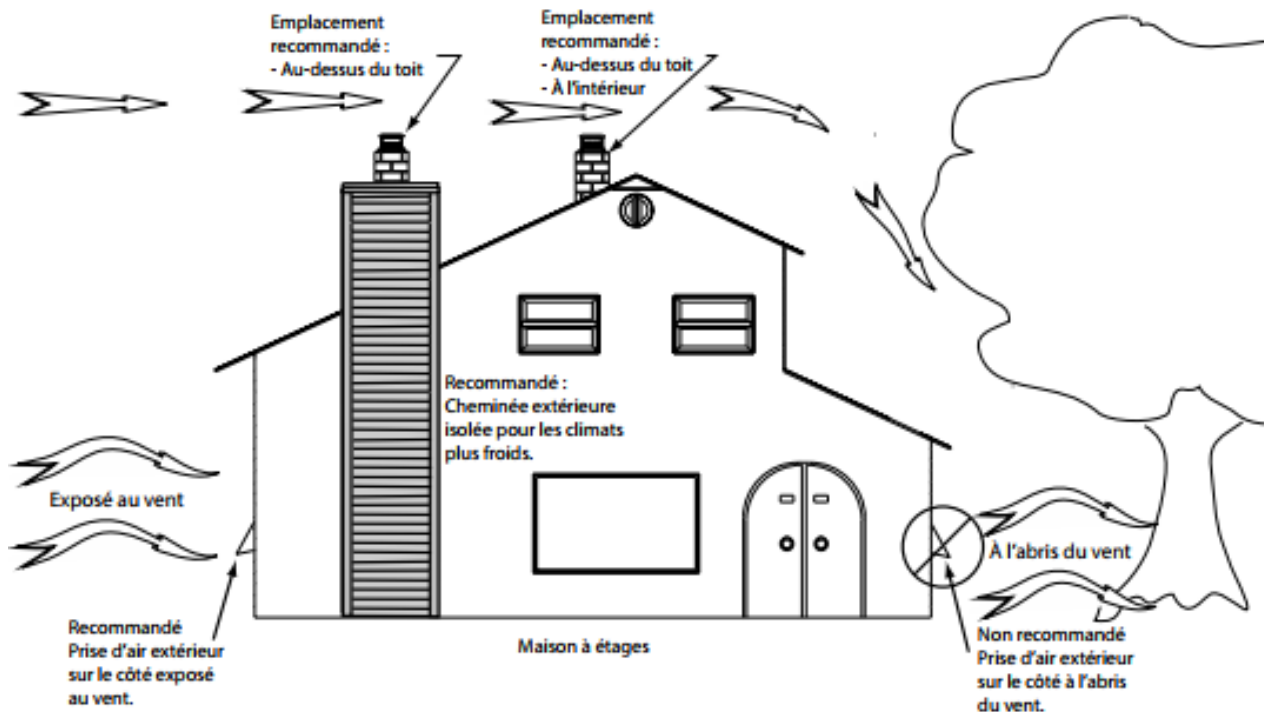 Emplacement
recommandé :
- Au-dessus du toit
Emplacement
recommandé :
- Au-dessus du toit
- À l'intérieur
Recommandé :
Cheminée extérieure
isolée pour les climats
plus froids.
Exposé au vent
À l'abris du vent
Recommandé
Prise d'air extérieur
sur le côté exposé
au vent.
Maison à étages
Non recommandé
Prise d'air extérieur
sur le côté à l'abris
du vent.